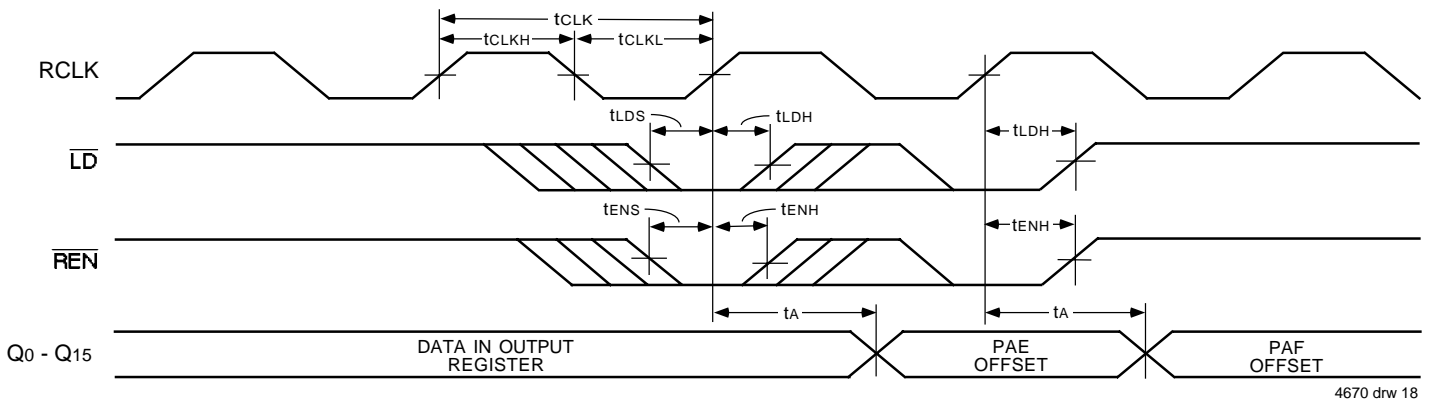 tCLK
tCLKH
tCLKL
RCLK
tLDS
tLDH
tLDH
LD
tENS
tENH
tENH
REN
tA
tA
Q0 - Q15
DATA IN OUTPUT
REGISTER
PAE
OFFSET
PAF
OFFSET
4670 drw 18